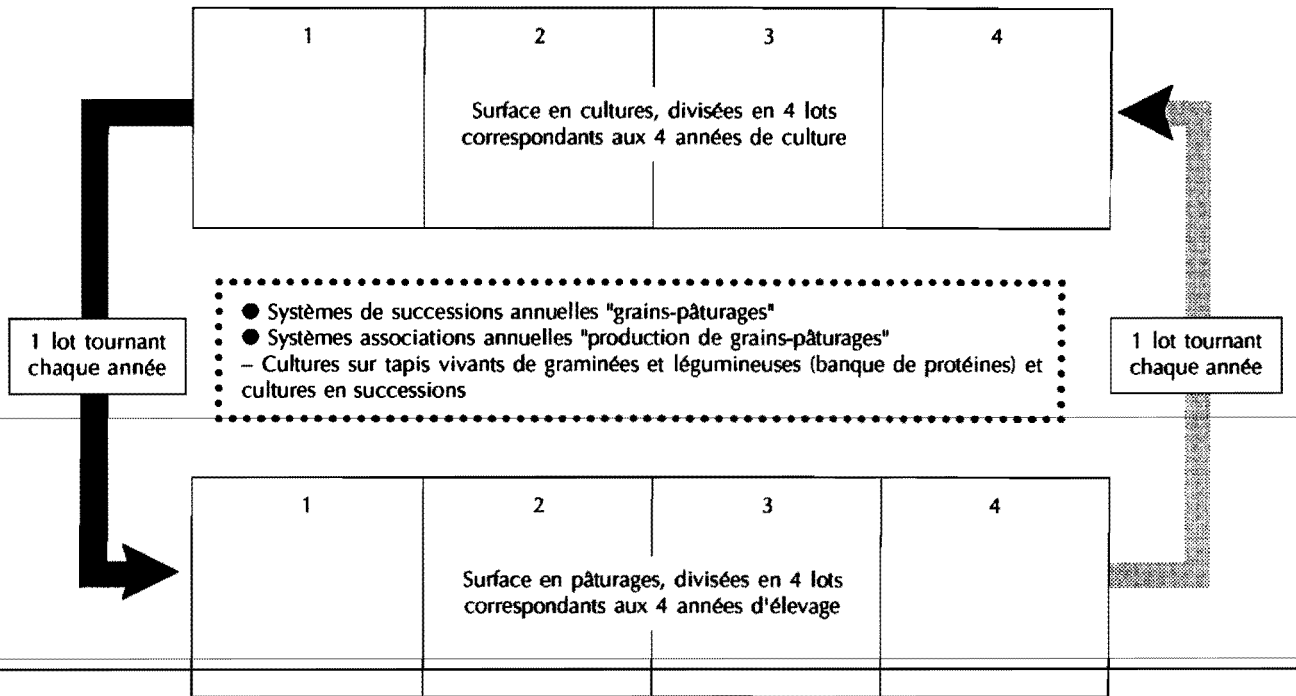 1 2 3 4
Surface en cultures, divisées en 4 lots
correspondants aux 4 années de culture
● Systèmes de successions annuelles "grains-pâturages"
● Systèmes associations annuelles "production de grains-pâturages"
– Cultures sur tapis vivants de graminées et légumineuses (banque de protéines) et
cultures en successions
1 lot tournant
chaque année
1 lot tournant
chaque année
1 2 3 4
Surface en pâturages, divisées en 4 lots
correspondants aux 4 années d'élevage